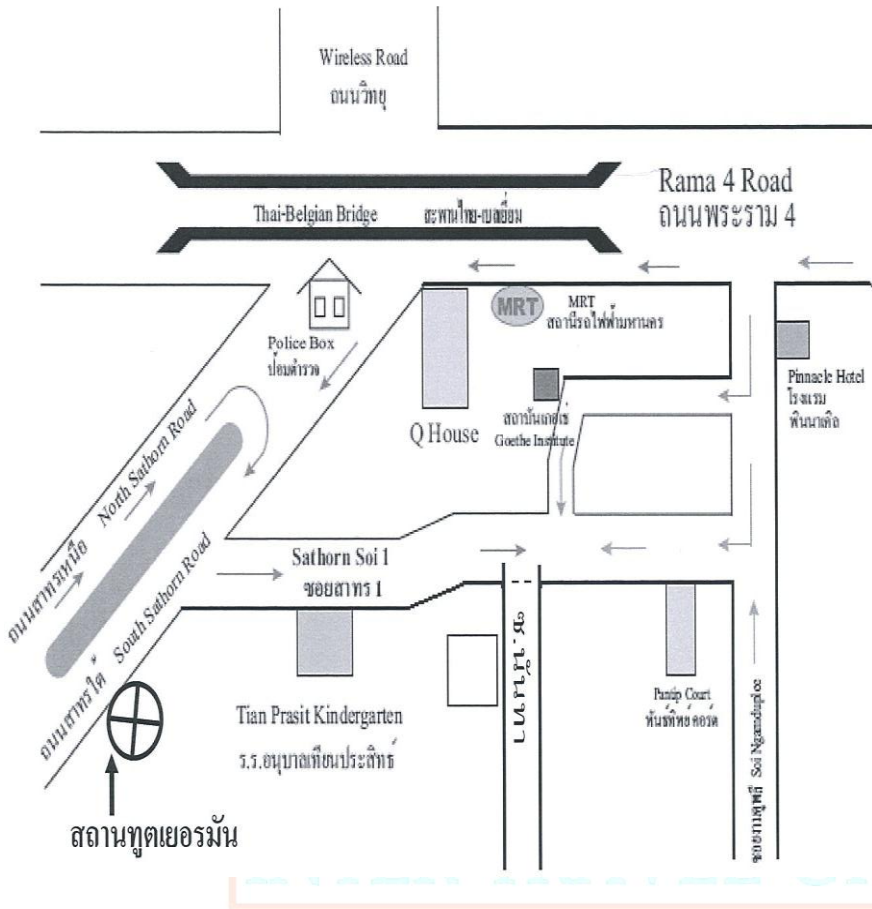 Wireless Road
ถนนวิทยุ
Rama 4 Road
ถนนพระราม 4
Thai-Belgian Bridge สะพานไทย-เบลเยี่ยม
MRT
MRT
สถานีรถไฟฟ้ามหานคร
Police Box
ป้อมตำรวจ
Pinnacle Hotel
โรงแรม
พินนาเคิล
Q House
สถาบันเกอเธ่
Goethe Institute
ถนนสาทรเหนือ North Sathorn Road
ถนนสาทรใต้ South Sathorn Road
Sathorn Soi 1
ซอยสาทร 1
Tian Prasit Kindergarten
ร.ร.อนุบาลเทียนประสิทธ์
Pantip Court
พันธ์ทิพย์ คอร์ด
ซอยงามดูพลี Soi Ngamduplee
สถานทูตเยอรมัน